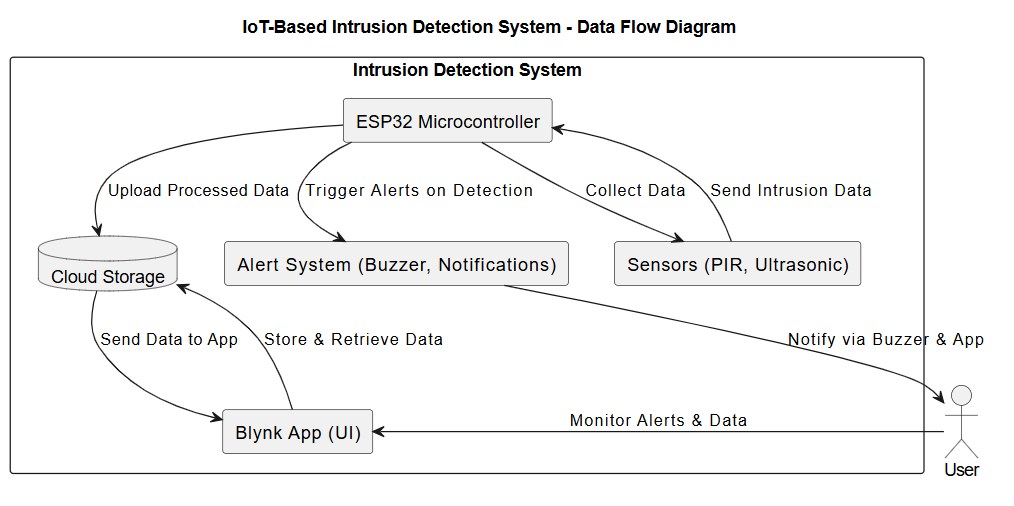 IoT-Based Intrusion Detection System - Data Flow Diagram
Intrusion Detection System
ESP32 Microcontroller
Upload Processed Data
Trigger Alerts on Detection
Collect Data
Send Intrusion Data
Cloud Storage
Alert System (Buzzer, Notifications)
Sensors (PIR, Ultrasonic)
Send Data to App
Store & Retrieve Data
Notify via Buzzer & App
Blynk App (UI)
Monitor Alerts & Data
User